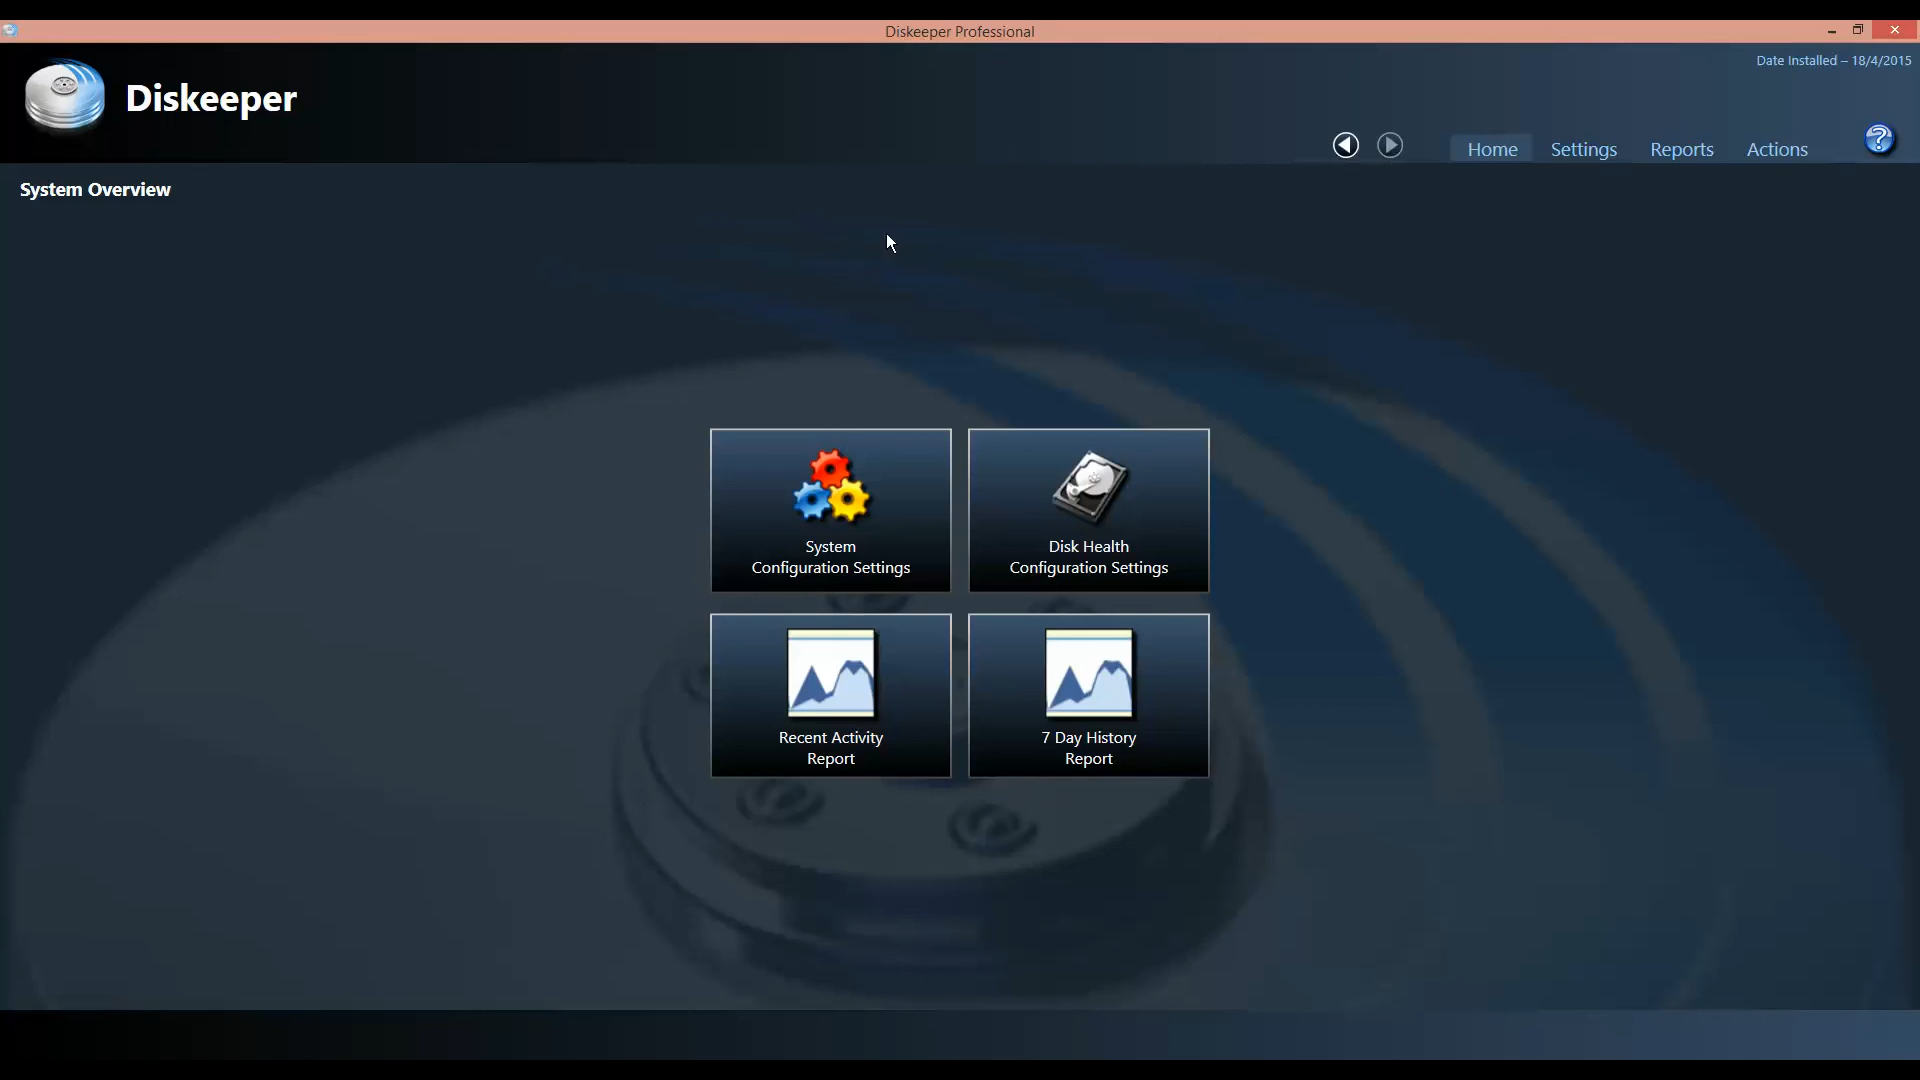 Diskeeper Professional
Date Installed – 18/4/2015
Diskeeper
Home Settings Reports Actions
System Overview
System
Configuration Settings
Disk Health
Configuration Settings
Recent Activity
Report
7 Day History
Report